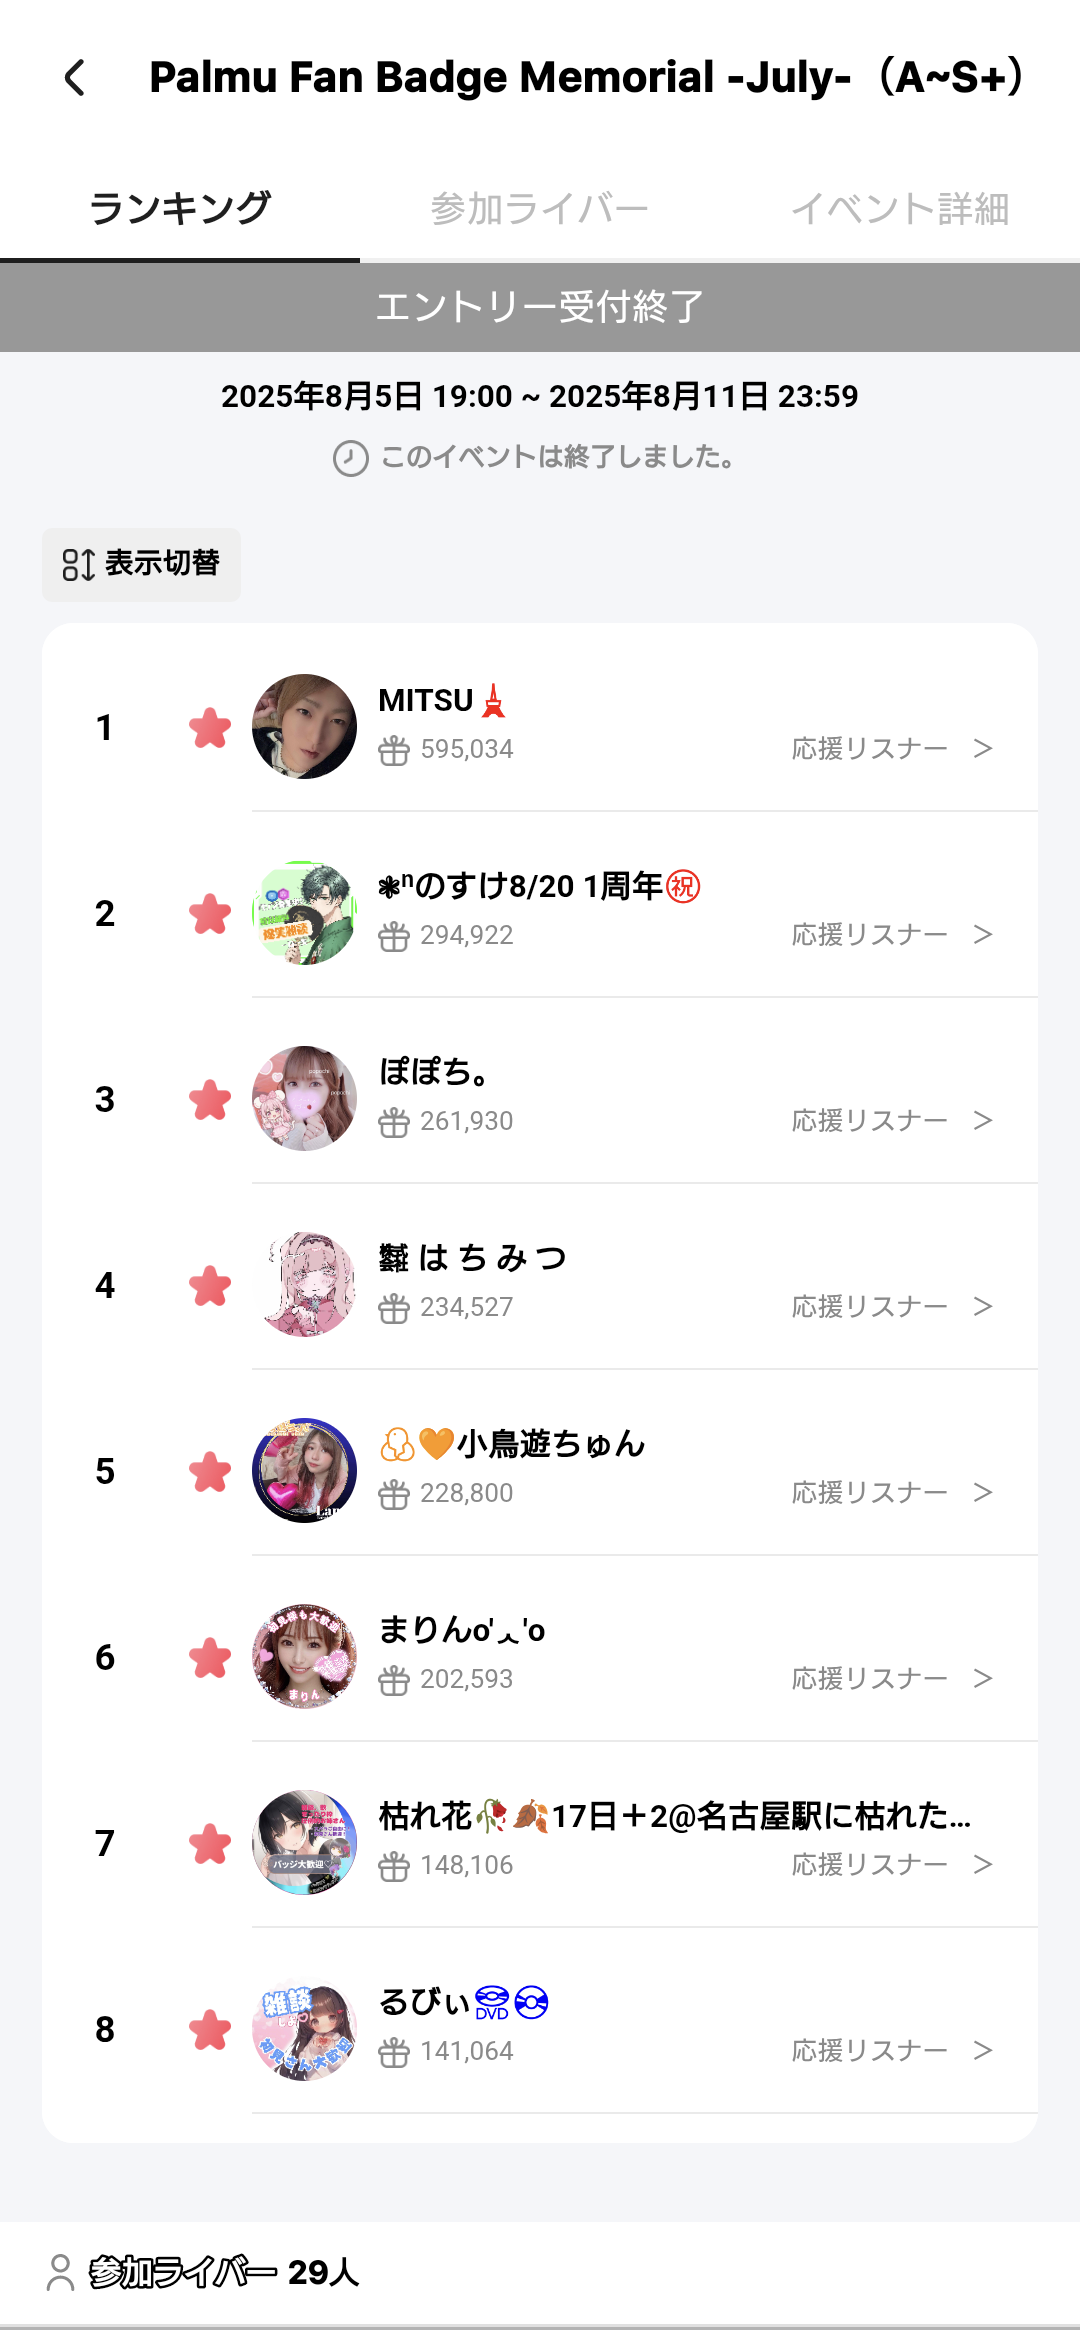 Palmu Fan Badge Memorial -July-（A~S+）
ランキング 参加ライバー イベント詳細
エントリー受付終了
2025年8月5日 19:00 ~ 2025年8月11日 23:59
このイベントは終了しました。
表示切替
1 MITSU🗼
595,034 応援リスナー >
2 ❃ⁿのすけ8/20 1周年㊗
294,922 応援リスナー >
3 ぽぽち。
261,930 応援リスナー >
4 はちみつ
234,527 応援リスナー >
5 🧡小鳥遊ちゅん
228,800 応援リスナー >
6 まりんo'ㅅ'o
202,593 応援リスナー >
7 枯れ花🥀🍂17日＋2@名古屋駅に枯れた...
148,106 応援リスナー >
8 るびぃ📀💿
141,064 応援リスナー >
参加ライバー 29人